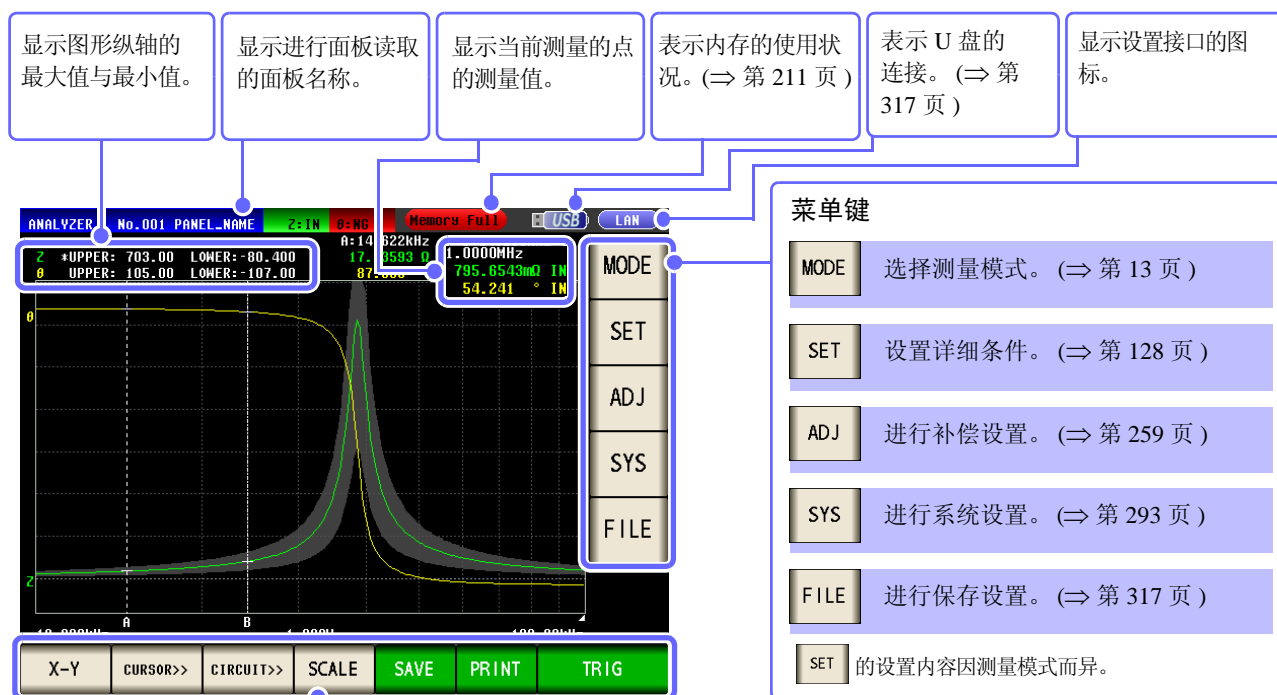 显示图形纵轴的
最大值与最小值。
显示进行面板读取
的面板名称。
显示当前测量的点
的测量值。
表示内存的使用状
况。(⇒ 第 211 页 )
表示 U 盘的
连接。 (⇒ 第
317 页 )
显示设置接口的图
标。
ANALYZER No.001 PANEL_NAME Z:IN θ:NG Memory Full USB LAN
Z *UPPER: 703.00 LOWER:-80.400
θ UPPER: 105.00 LOWER:-107.00
1.0000MHz
795.6543mΩ IN
54.241 ° IN
θ
Z
A B
MODE
SET
ADJ
SYS
FILE
X-Y CURSOR>> CIRCUIT>> SCALE SAVE PRINT TRIG
菜单键
MODE 选择测量模式。 (⇒ 第 13 页 )
SET 设置详细条件。 (⇒ 第 128 页 )
ADJ 进行补偿设置。 (⇒ 第 259 页 )
SYS 进行系统设置。 (⇒ 第 293 页 )
FILE 进行保存设置。 (⇒ 第 317 页 )
SET 的设置内容因测量模式而异。